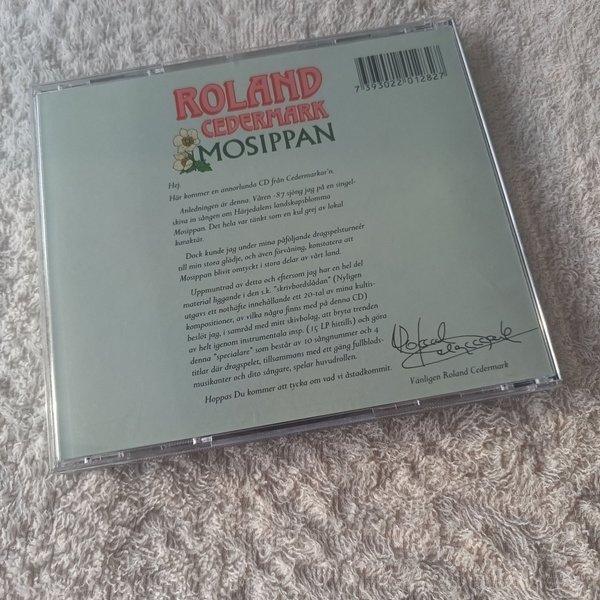 7 393022 012827
ROLAND
CEDERMARK
MOSIPPAN
Hej.
Här kommer en annorlunda CD från Cedermarkar'n.
Anledningen är denna. Våren -87 sjöng jag på en singel-
skiva in sången om Härjedalens landskapsblomma
Mosippan. Det hela var tänkt som en kul grej av lokal
karaktär.
Dock kunde jag under mina påföljande dragspelsturneér
till min stora glädje, och även förvåning, konstatera att
Mosippan blivit omtyckt i stora delar av vårt land.
Uppmuntrad av detta och eftersom jag har en hel del
material liggande i den s.k. "skrivbordslådan" (Nyligen
utgavs ett nothäfte innehållande ett 20-tal av mina kultis-
kompositioner, av vilka några finns med på denna CD)
beslöt jag, i samråd med mitt skivbolag, att bryta trenden
av helt igenom instrumentala insp. (15 LP hittills) och göra
denna "specialare" som består av 10 sångnummer och 4
titlar där dragspelet, tillsammans med ett gäng fullblods-
musikanter och dito sångare, spelar huvudrollen.
Hoppas Du kommer att tycka om vad vi åstadkommit.
Roland Cedermark
Vänligen Roland Cedermark